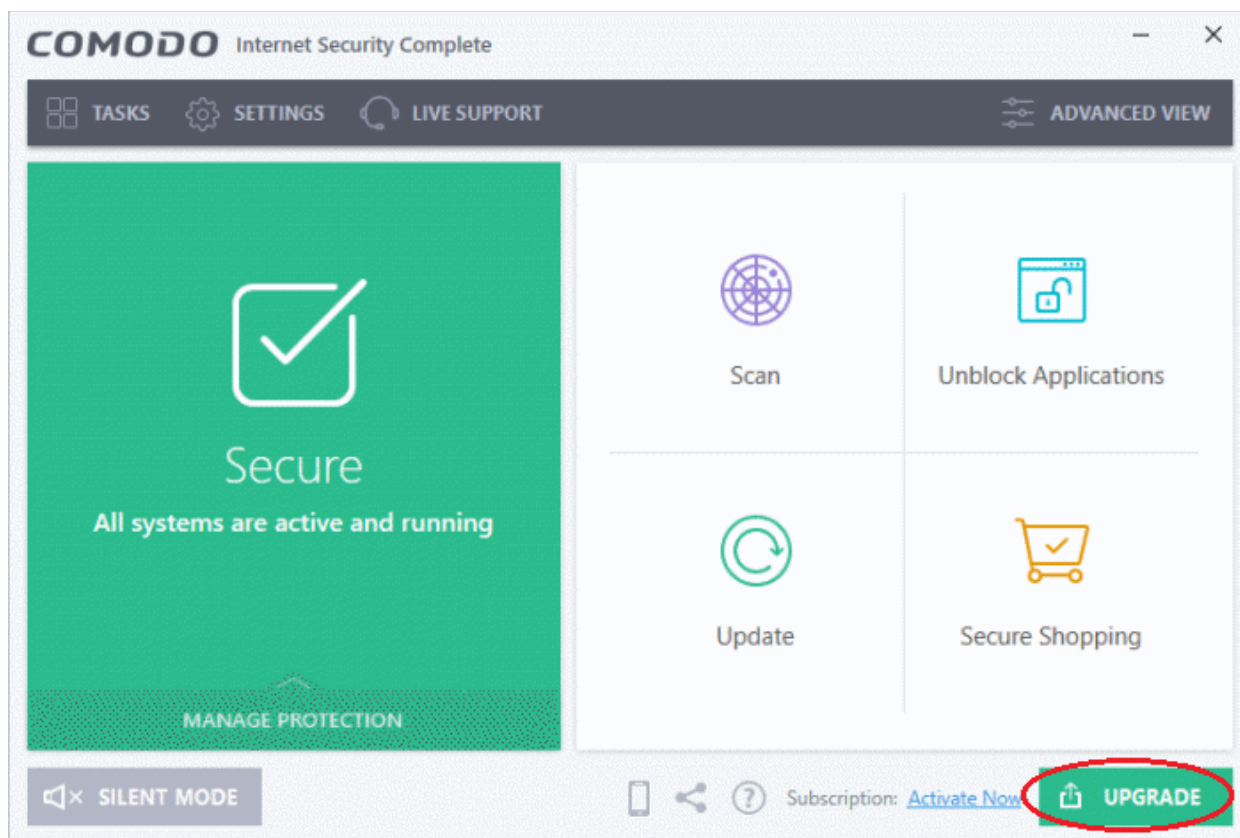 COMODO Internet Security Complete
TASKS SETTINGS LIVE SUPPORT ADVANCED VIEW
Secure
All systems are active and running
MANAGE PROTECTION
Scan
Unblock Applications
Update
Secure Shopping
SILENT MODE
? Subscription: Activate Now UPGRADE